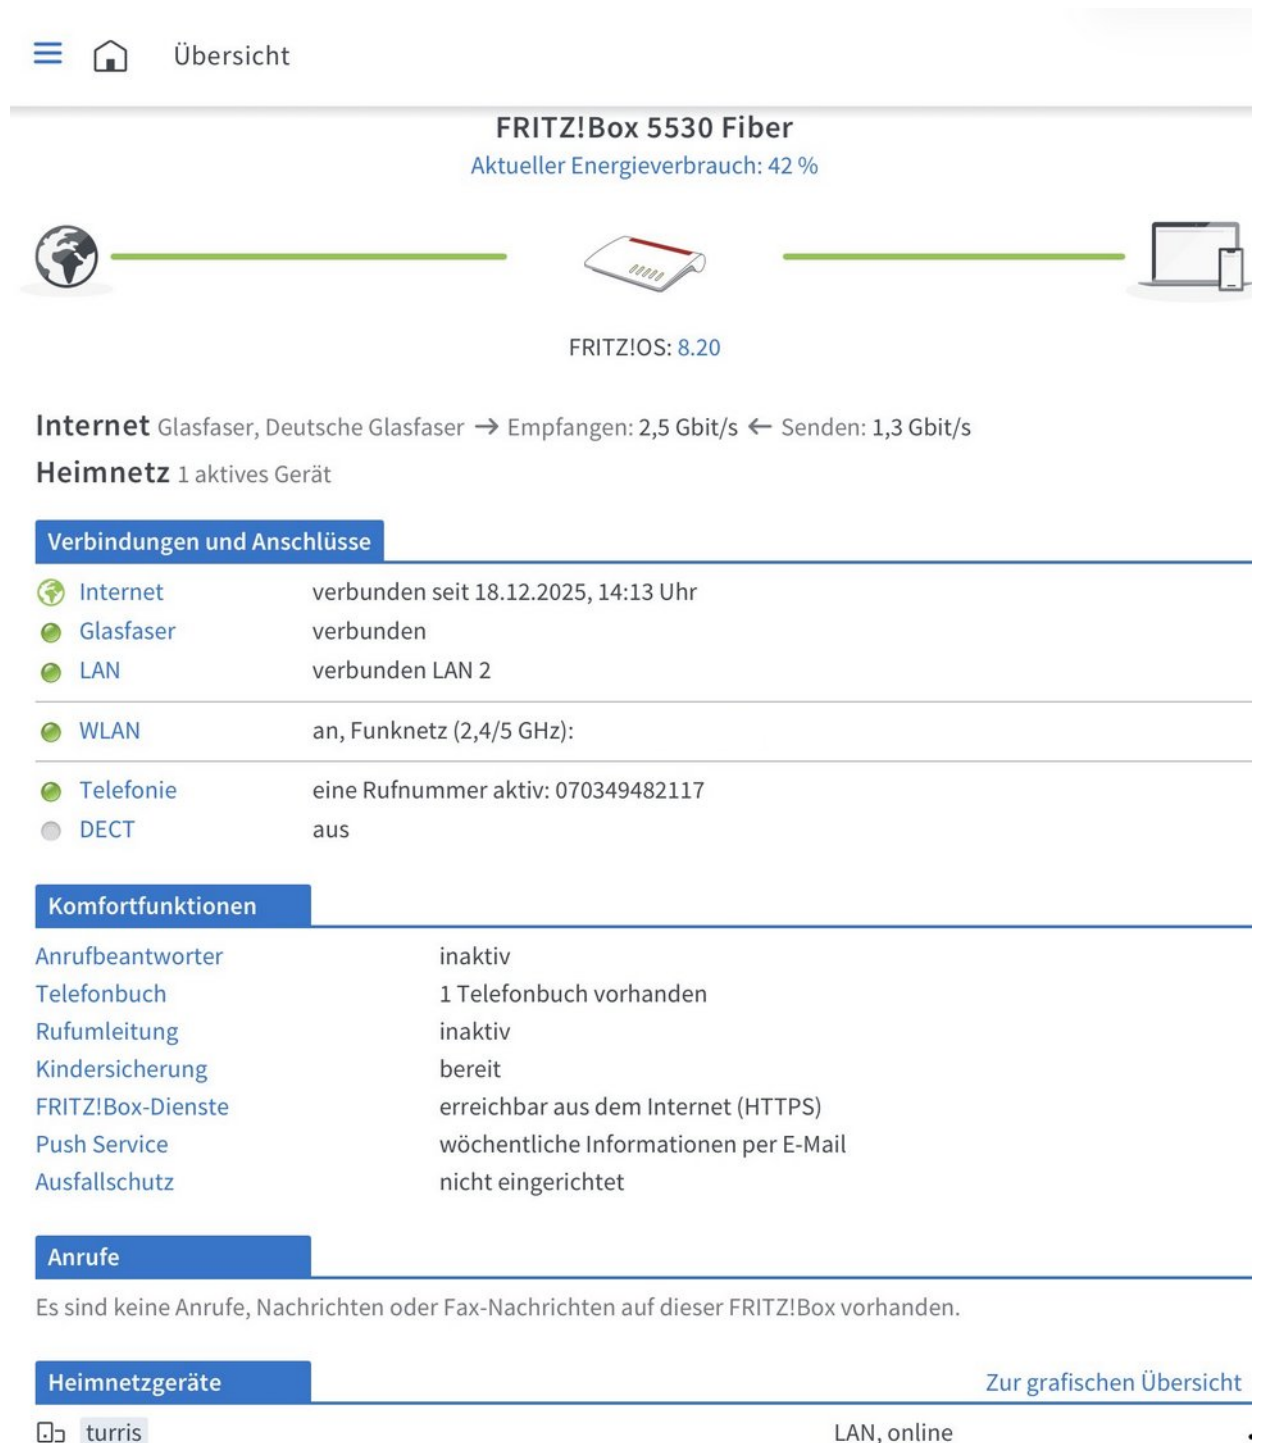 Übersicht
FRITZ!Box 5530 Fiber
Aktueller Energieverbrauch: 42 %
FRITZ!OS: 8.20
Internet Glasfaser, Deutsche Glasfaser → Empfangen: 2,5 Gbit/s ← Senden: 1,3 Gbit/s
Heimnetz 1 aktives Gerät
Verbindungen und Anschlüsse
Internet verbunden seit 18.12.2025, 14:13 Uhr
Glasfaser verbunden
LAN verbunden LAN 2
WLAN an, Funknetz (2,4/5 GHz):
Telefonie eine Rufnummer aktiv: 070349482117
DECT aus
Komfortfunktionen
Anrufbeantworter inaktiv
Telefonbuch 1 Telefonbuch vorhanden
Rufumleitung inaktiv
Kindersicherung bereit
FRITZ!Box-Dienste erreichbar aus dem Internet (HTTPS)
Push Service wöchentliche Informationen per E-Mail
Ausfallschutz nicht eingerichtet
Anrufe
Es sind keine Anrufe, Nachrichten oder Fax-Nachrichten auf dieser FRITZ!Box vorhanden.
Heimnetzgeräte Zur grafischen Übersicht
turris LAN, online